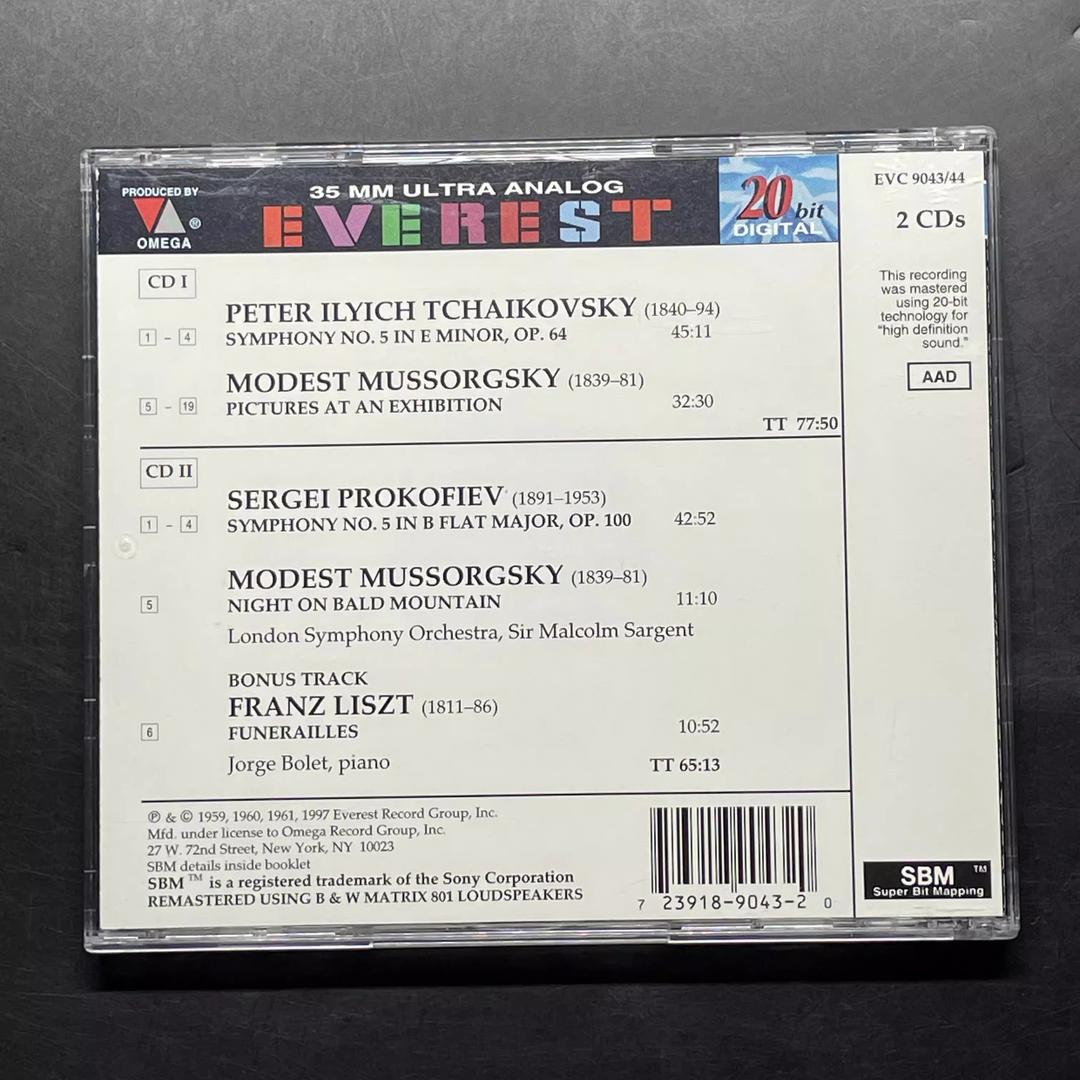 PRODUCED BY
OMEGA ®
35 MM ULTRA ANALOG
EVEREST
20 bit
DIGITAL
EVC 9043/44
2 CDs
This recording
was mastered
using 20-bit
technology for
“high definition
sound.”
AAD
CD I
PETER ILYICH TCHAIKOVSKY (1840–94)
1 – 4 SYMPHONY NO. 5 IN E MINOR, OP. 64 45:11
MODEST MUSSORGSKY (1839–81)
5 – 19 PICTURES AT AN EXHIBITION 32:30
TT 77:50
CD II
SERGEI PROKOFIEV (1891–1953)
1 – 4 SYMPHONY NO. 5 IN B FLAT MAJOR, OP. 100 42:52
MODEST MUSSORGSKY (1839–81)
5 NIGHT ON BALD MOUNTAIN 11:10
London Symphony Orchestra, Sir Malcolm Sargent
BONUS TRACK
FRANZ LISZT (1811–86)
6 FUNERAILLES 10:52
Jorge Bolet, piano TT 65:13
℗ & © 1959, 1960, 1961, 1997 Everest Record Group, Inc.
Mfd. under license to Omega Record Group, Inc.
27 W. 72nd Street, New York, NY 10023
SBM details inside booklet
SBM™ is a registered trademark of the Sony Corporation
REMASTERED USING B & W MATRIX 801 LOUDSPEAKERS
7 23918-9043-2 0
SBM ™
Super Bit Mapping